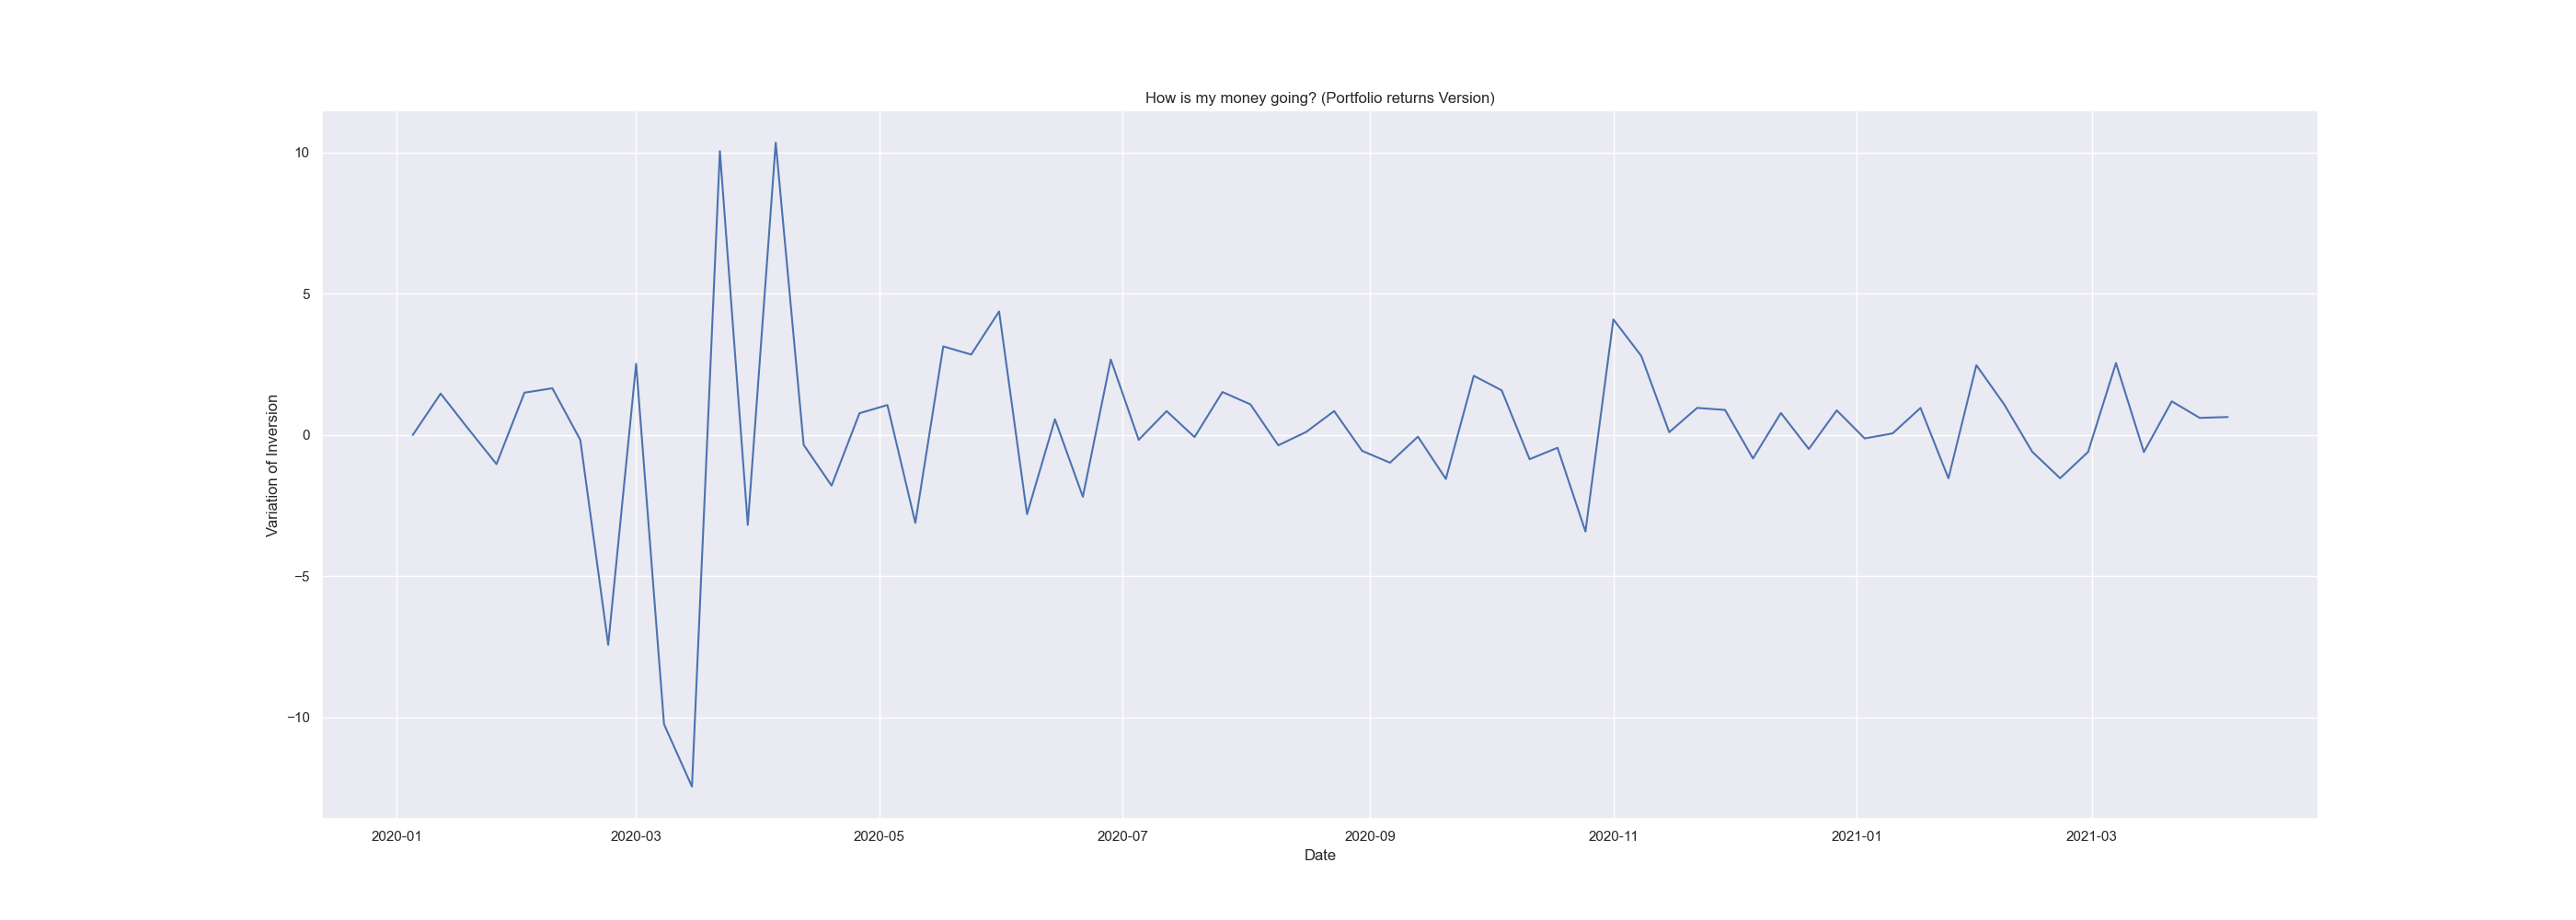 How is my money going? (Portfolio returns Version)
10
5
0
−5
−10
Variation of Inversion
2020-01 2020-03 2020-05 2020-07 2020-09 2020-11 2021-01 2021-03
Date